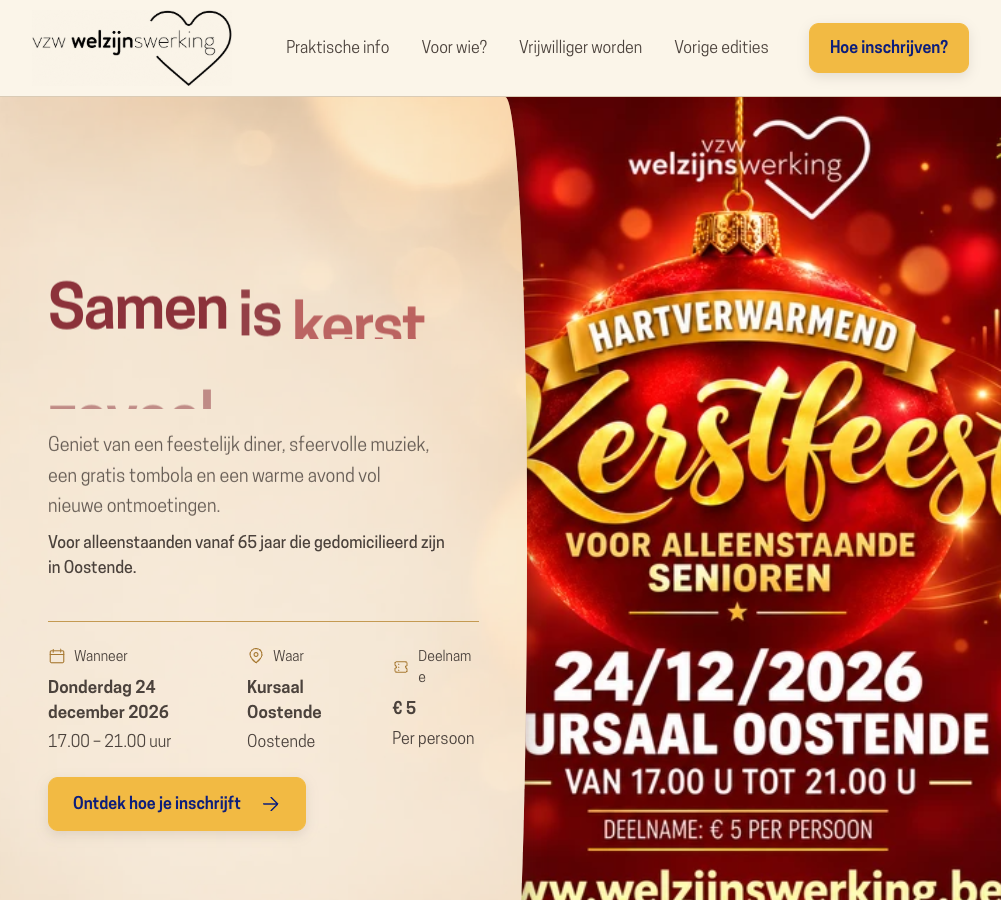 vzw welzijnswerking
Praktische info
Voor wie?
Vrijwilliger worden
Vorige edities
Hoe inschrijven?
Samen is kerst
Geniet van een feestelijk diner, sfeervolle muziek,
een gratis tombola en een warme avond vol
nieuwe ontmoetingen.
Voor alleenstaanden vanaf 65 jaar die gedomicilieerd zijn
in Oostende.
Wanneer
Donderdag 24
december 2026
17.00 – 21.00 uur
Waar
Kursaal
Oostende
Oostende
Deelnam
e
€ 5
Per persoon
Ontdek hoe je inschrijft
vzw
welzijnswerking
HARTVERWARMEND
Kerstfeest
VOOR ALLEENSTAANDE
SENIOREN
24/12/2026
URSAAL OOSTENDE
VAN 17.00 U TOT 21.00 U
DEELNAME: € 5 PER PERSOON
ww.welzijnswerking.be